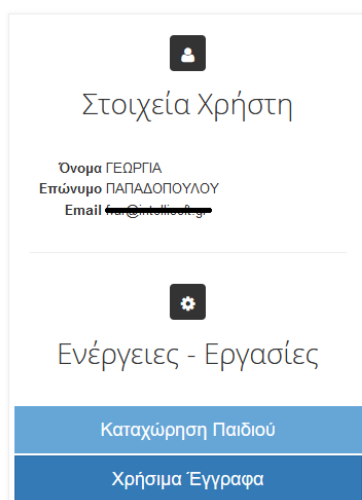 Στοιχεία Χρήστη
Όνομα ΓΕΩΡΓΙΑ
Επώνυμο ΠΑΠΑΔΟΠΟΥΛΟΥ
Email
Ενέργειες - Εργασίες
Καταχώρηση Παιδιού
Χρήσιμα Έγγραφα